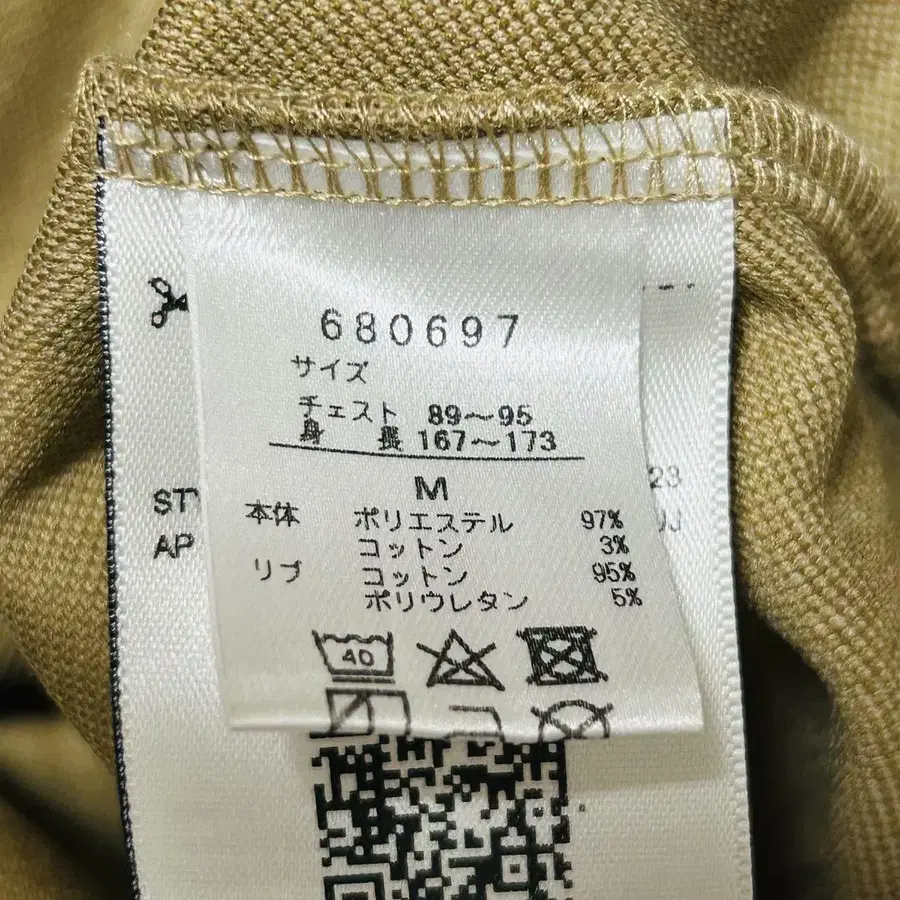 680697
サイズ
チェスト 89〜95
身 長 167〜173
M
本体 ポリエステル 97%
コットン 3%
リブ コットン 95%
ポリウレタン 5%
40
23
AP